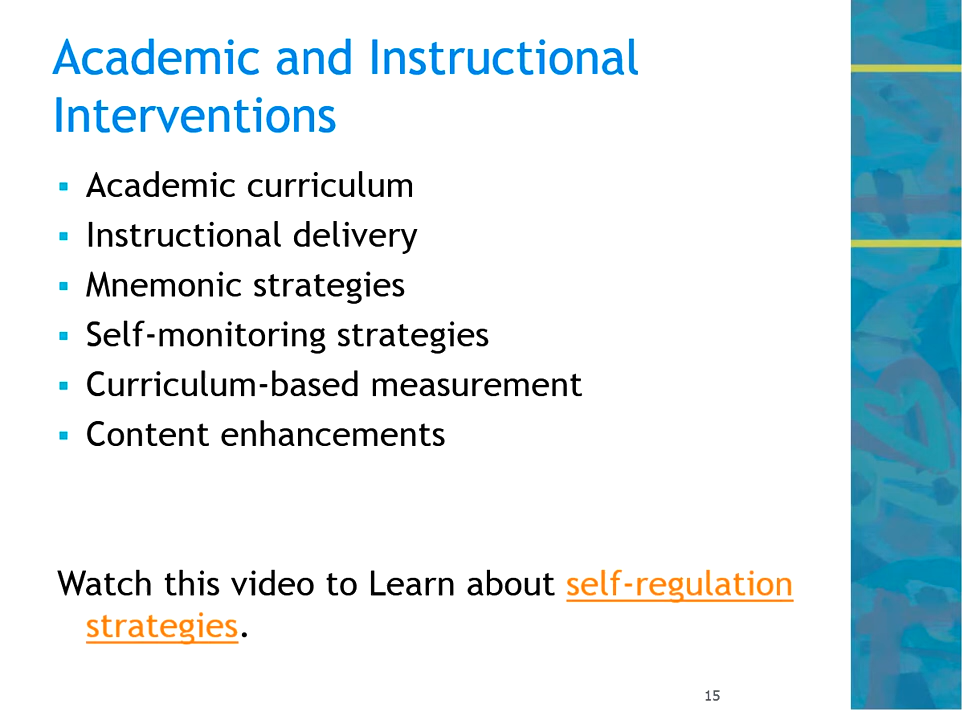 Academic and Instructional
Interventions
▪ Academic curriculum
▪ Instructional delivery
▪ Mnemonic strategies
▪ Self-monitoring strategies
▪ Curriculum-based measurement
▪ Content enhancements
Watch this video to Learn about self-regulation
strategies.
15